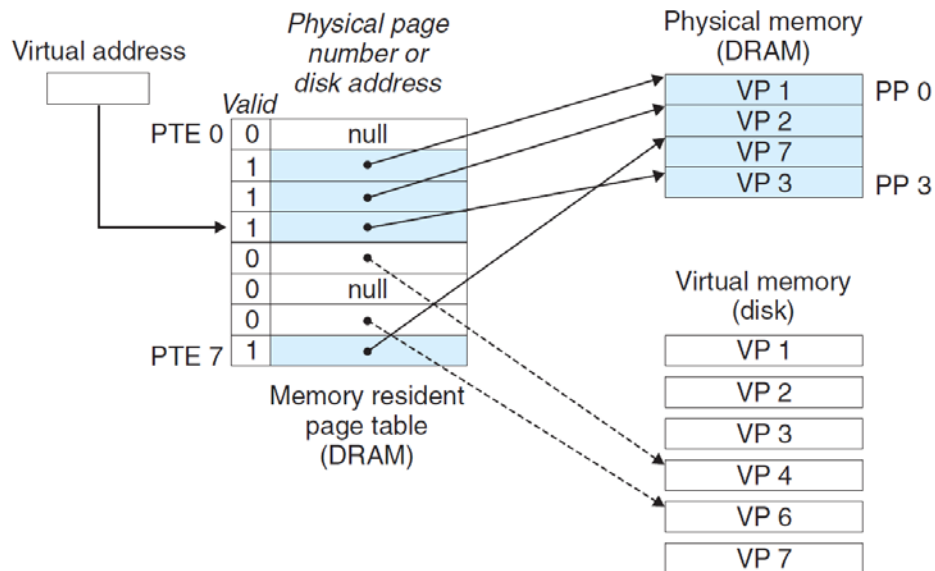 Virtual address
Physical page
number or
disk address
Valid
PTE 0
0 null
1
1
1
0
0 null
0
PTE 7 1
Memory resident
page table
(DRAM)
Physical memory
(DRAM)
VP 1 PP 0
VP 2
VP 7
VP 3 PP 3
Virtual memory
(disk)
VP 1
VP 2
VP 3
VP 4
VP 6
VP 7